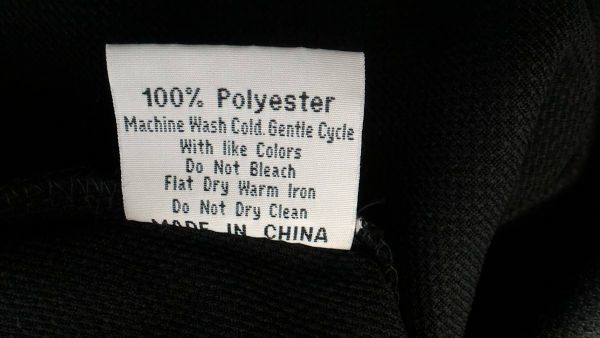 100% Polyester
Machine Wash Cold. Gentle Cycle
With like Colors
Do Not Bleach
Flat Dry Warm Iron
Do Not Dry Clean
MADE IN CHINA